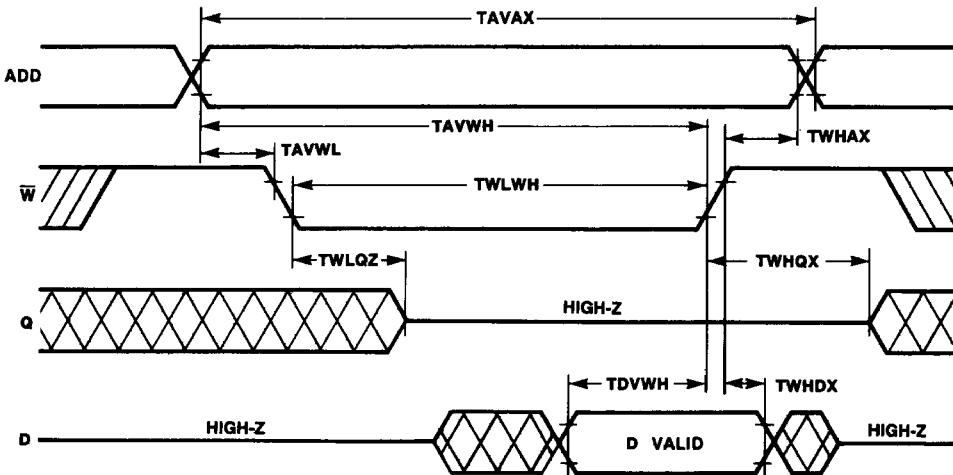 TAVAX
ADD
TAVWH
TAVWL
TWHAX
W̅
TWLWH
TWLQZ
TWHQX
Q
HIGH-Z
TDVWH
TWHDX
D
HIGH-Z
D VALID
HIGH-Z